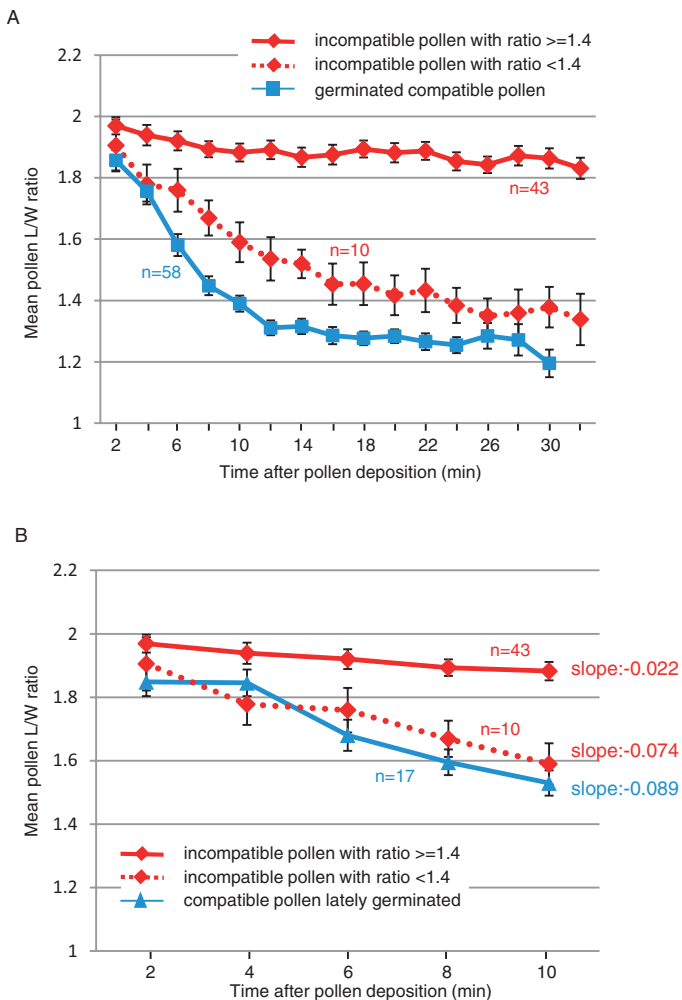 A
incompatible pollen with ratio >=1.4
incompatible pollen with ratio <1.4
germinated compatible pollen
2.2
2
1.8
1.6
1.4
1.2
1
Mean pollen L/W ratio
n=43
n=10
n=58
2 6 10 14 18 22 26 30
Time after pollen deposition (min)
B
2.2
2
1.8
1.6
1.4
1.2
1
Mean pollen L/W ratio
n=43
slope:-0.022
n=10
slope:-0.074
n=17
slope:-0.089
incompatible pollen with ratio >=1.4
incompatible pollen with ratio <1.4
compatible pollen lately germinated
2 4 6 8 10
Time after pollen deposition (min)